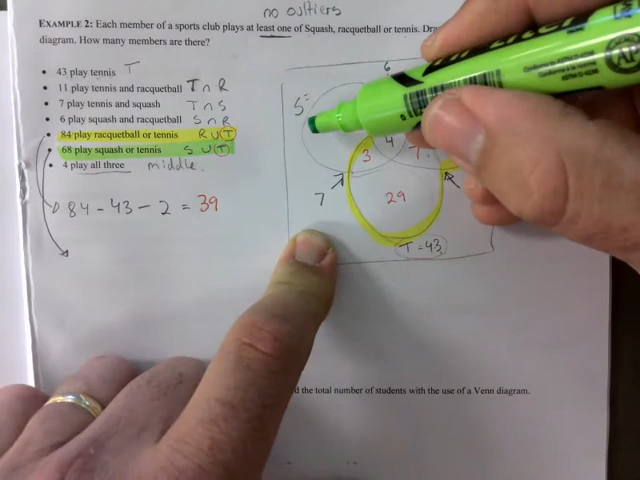 no outliers
EXAMPLE 2: Each member of a sports club plays at least one of Squash, racquetball or tennis.
diagram. How many members are there?
• 43 play tennis T
• 11 play tennis and racquetball T ∩ R
• 7 play tennis and squash T ∩ S
• 6 play squash and racquetball S ∩ R
• 84 play racquetball or tennis R ∪ T
• 68 play squash or tennis S ∪ T
• 4 play all three middle.
84 - 43 - 2 = 39
6
S=
4
3
7
7
29
T = 43
the total number of students with the use of a Venn diagram.